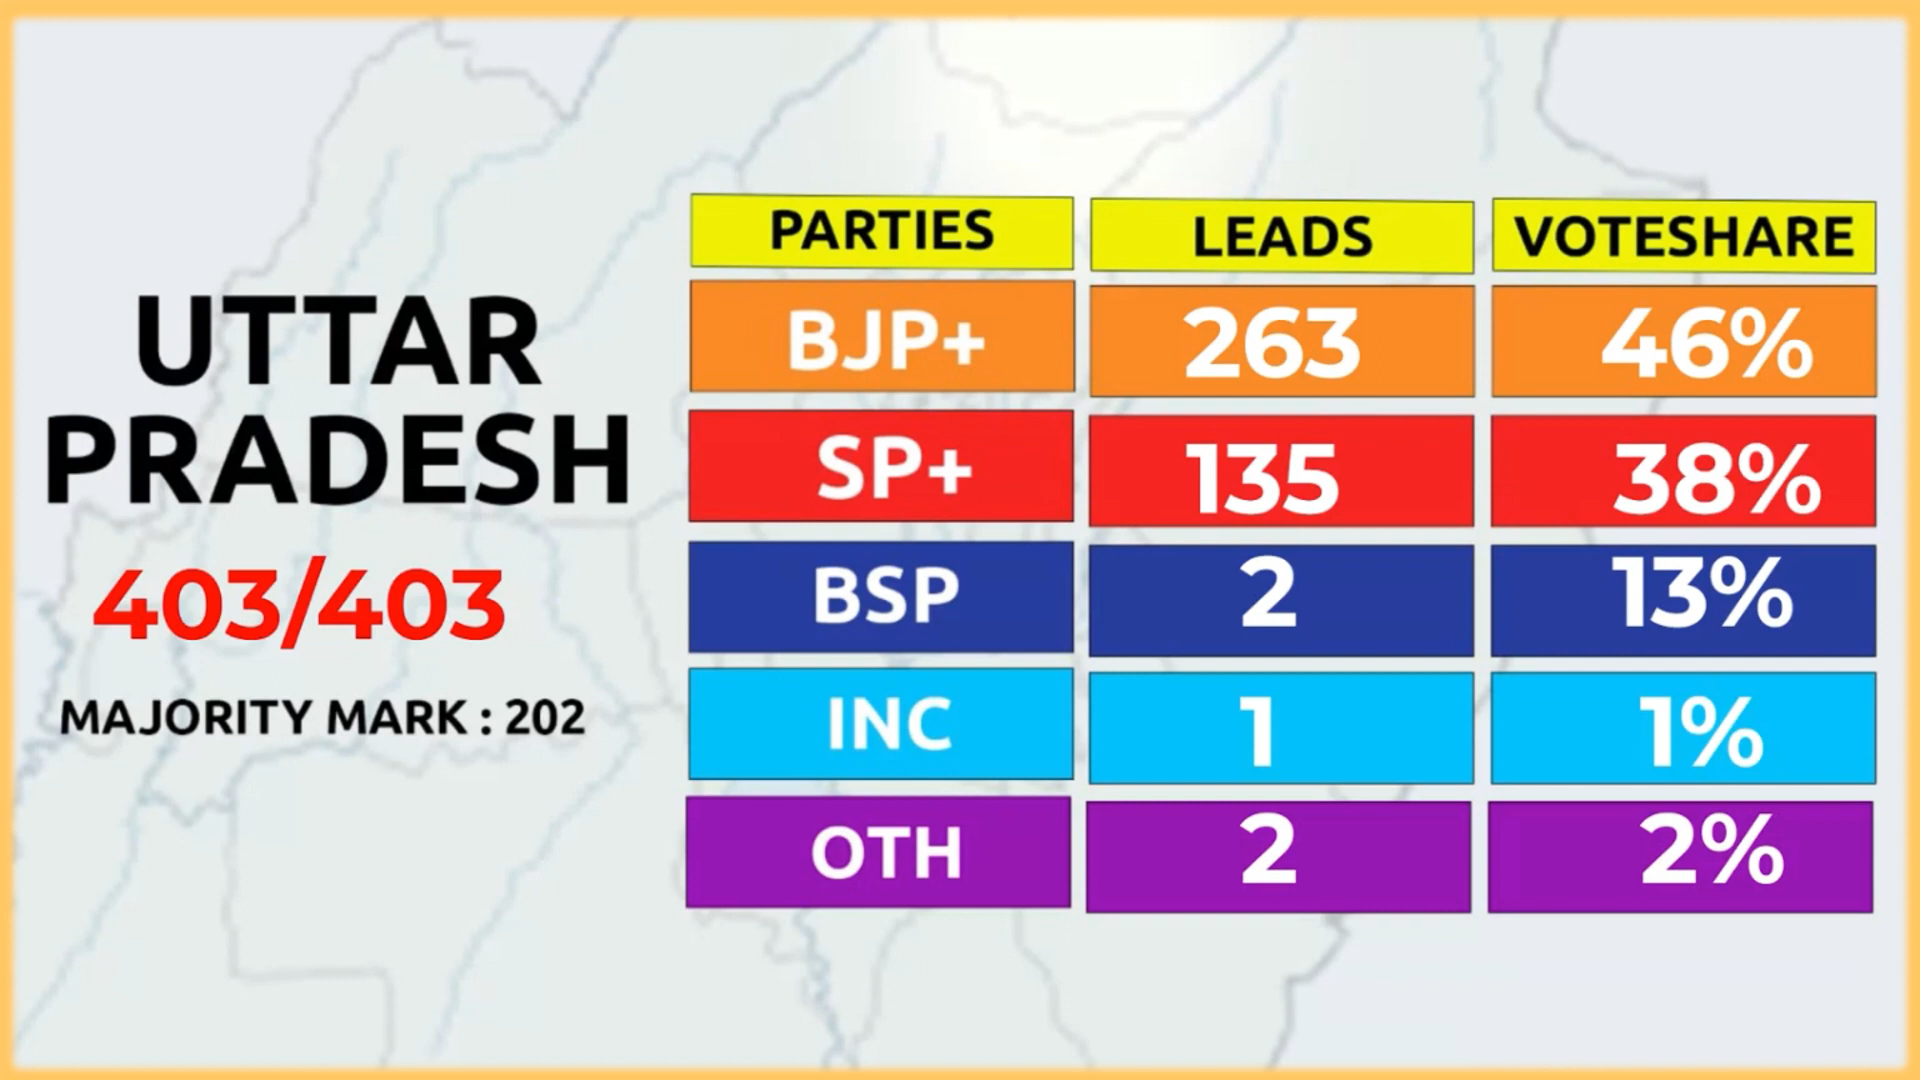 UTTAR
PRADESH
403/403
MAJORITY MARK : 202
PARTIES LEADS VOTESHARE
BJP+ 263 46%
SP+ 135 38%
BSP 2 13%
INC 1 1%
OTH 2 2%